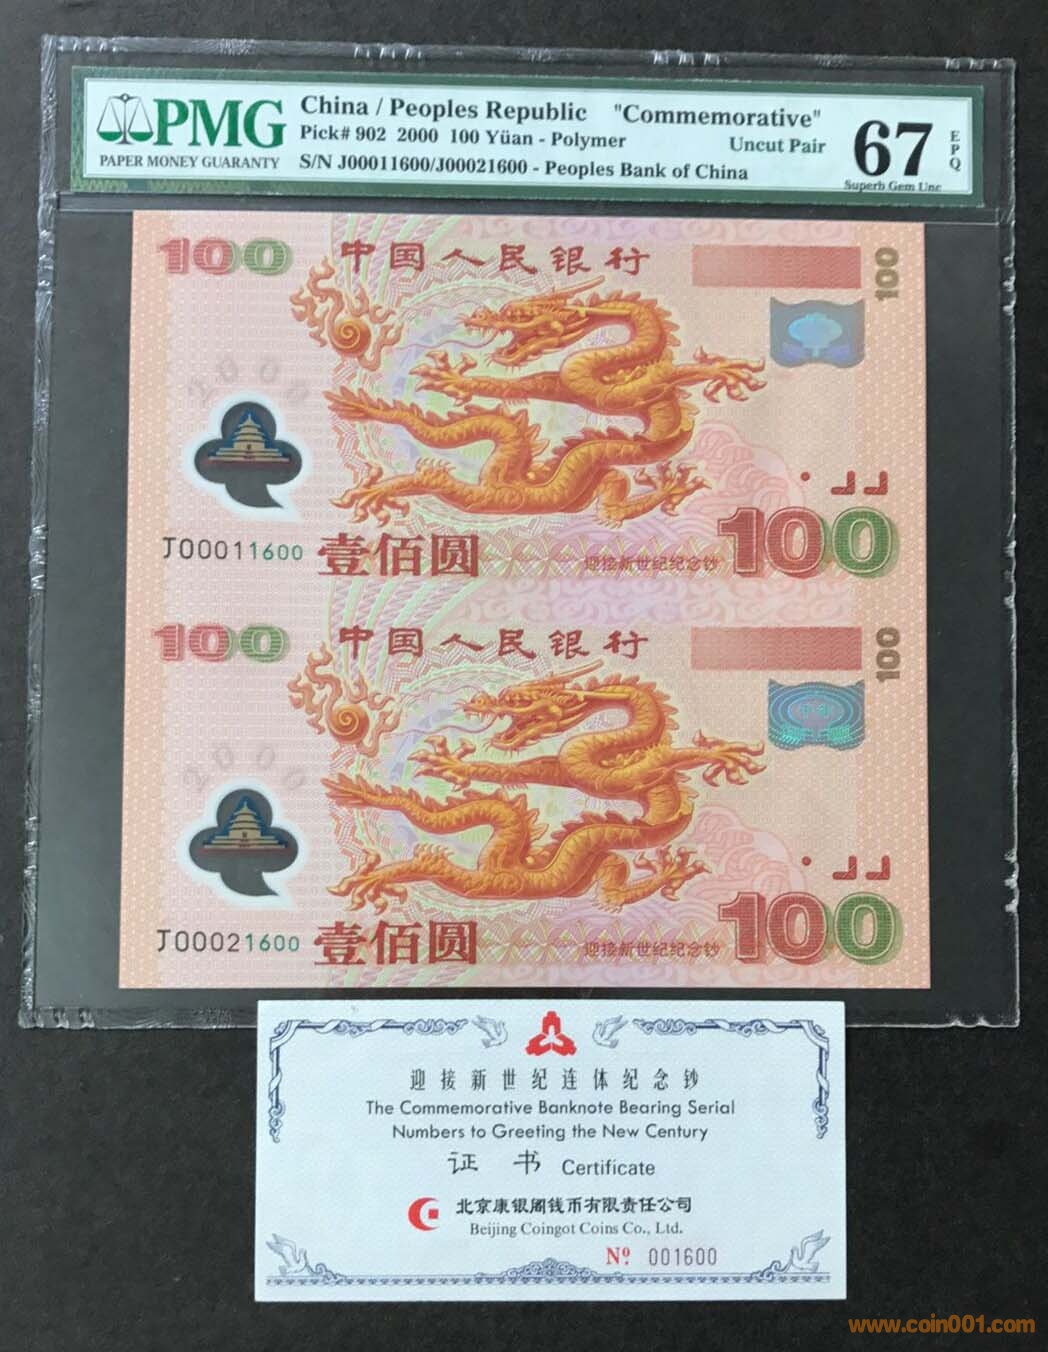 PMG
PAPER MONEY GUARANTY
China / Peoples Republic "Commemorative"
Pick# 902 2000 100 Yüan - Polymer Uncut Pair
S/N J00011600/J00021600 - Peoples Bank of China
67
EPQ
Superb Gem Unc
100 中国人民银行 100
2000
J00011600 壹佰圆 迎接新世纪纪念钞 100
100 中国人民银行 100
2000
J00021600 壹佰圆 迎接新世纪纪念钞 100
迎接新世纪连体纪念钞
The Commemorative Banknote Bearing Serial
Numbers to Greeting the New Century
证书 Certificate
北京康银阁钱币有限责任公司
Beijing Coingot Coins Co., Ltd.
Nº 001600
www.coin001.com